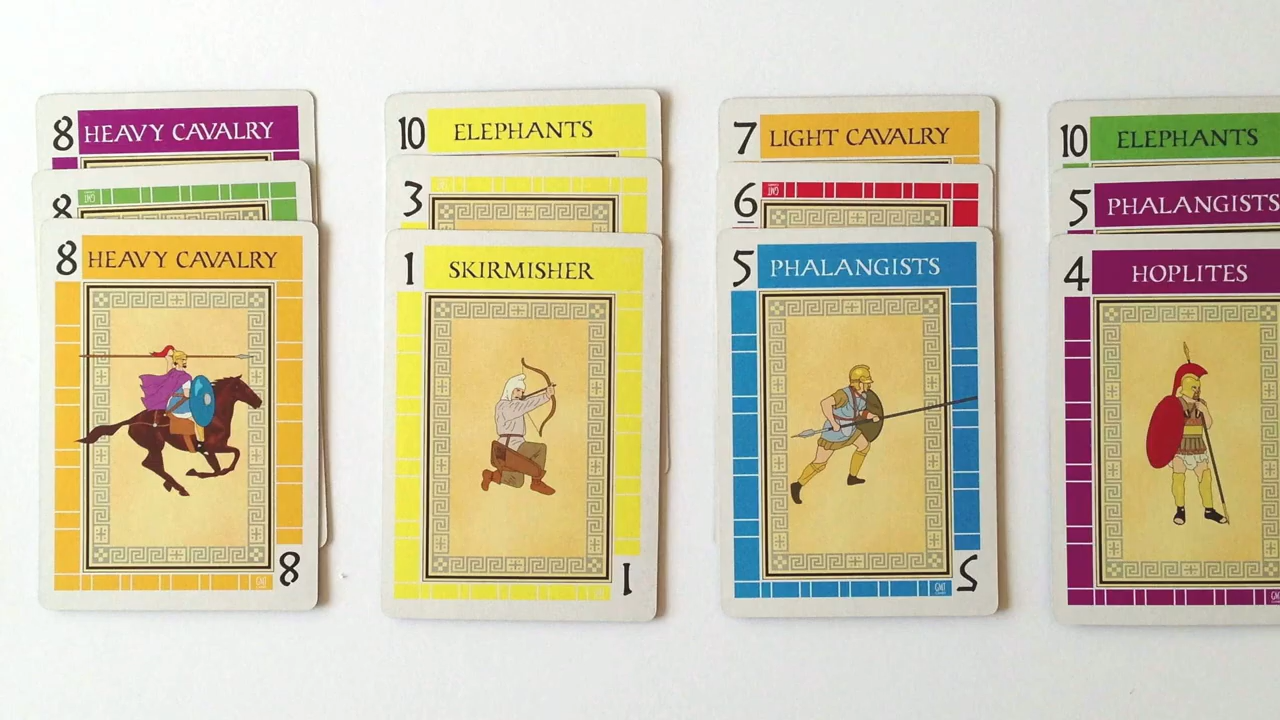 8 HEAVY CAVALRY
8
8 HEAVY CAVALRY
8
10 ELEPHANTS
3
1 SKIRMISHER
1
7 LIGHT CAVALRY
6
5 PHALANGISTS
5
GMT
10 ELEPHANTS
5 PHALANGISTS
4 HOPLITES